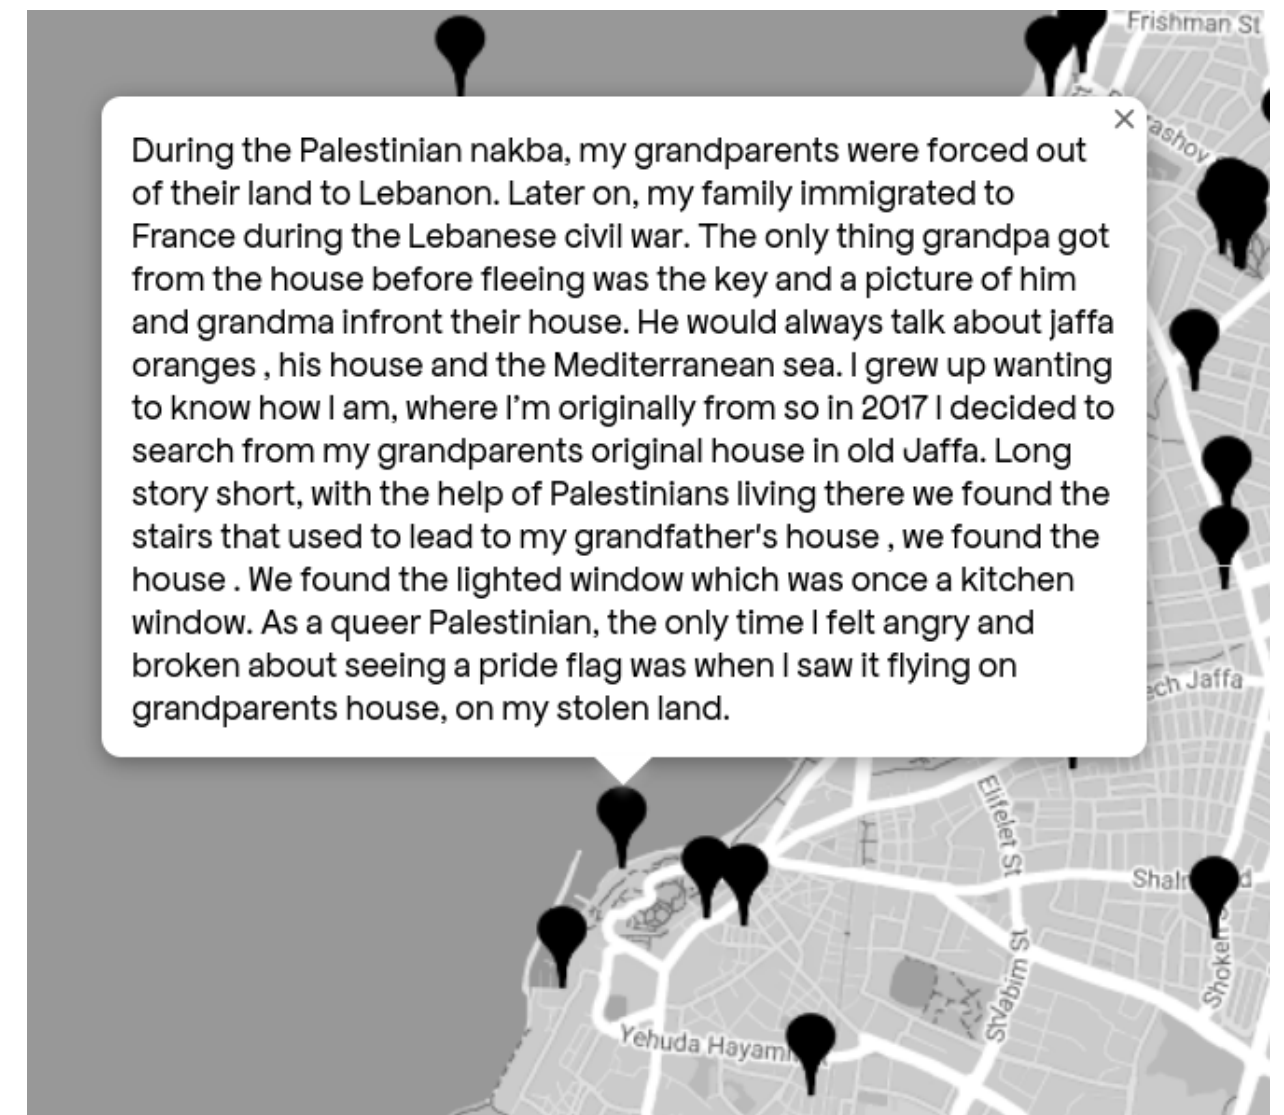 Frishman St
ashov
During the Palestinian nakba, my grandparents were forced out
of their land to Lebanon. Later on, my family immigrated to
France during the Lebanese civil war. The only thing grandpa got
from the house before fleeing was the key and a picture of him
and grandma infront their house. He would always talk about jaffa
oranges , his house and the Mediterranean sea. I grew up wanting
to know how I am, where I’m originally from so in 2017 I decided to
search from my grandparents original house in old Jaffa. Long
story short, with the help of Palestinians living there we found the
stairs that used to lead to my grandfather's house , we found the
house . We found the lighted window which was once a kitchen
window. As a queer Palestinian, the only time I felt angry and
broken about seeing a pride flag was when I saw it flying on
grandparents house, on my stolen land.
ech Jaffa
Elifelet St
Shal
d
Shoken S
Shivabim St
Yehuda Hayami